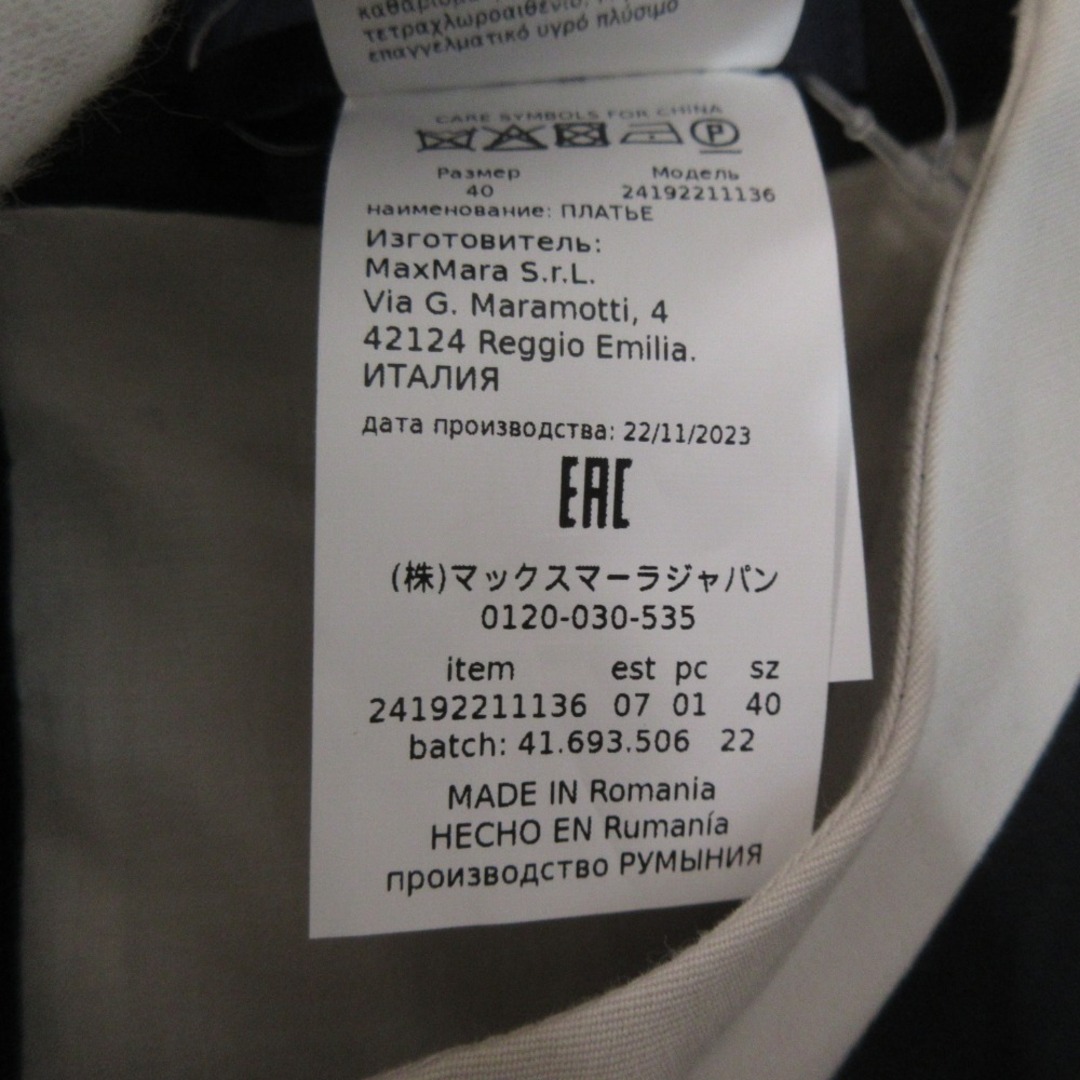 τετραχλωροαιθένιο,
επαγγελματικό υγρό πλύσιμο
CARE SYMBOLS FOR CHINA
P
Размер Модель
40 24192211136
наименование: ПЛАТЬЕ
Изготовитель:
MaxMara S.r.L.
Via G. Maramotti, 4
42124 Reggio Emilia.
ИТАЛИЯ
дата производства: 22/11/2023
EAC
(株)マックスマーラジャパン
0120-030-535
item est pc sz
24192211136 07 01 40
batch: 41.693.506 22
MADE IN Romania
HECHO EN Rumanía
производство РУМЫНИЯ